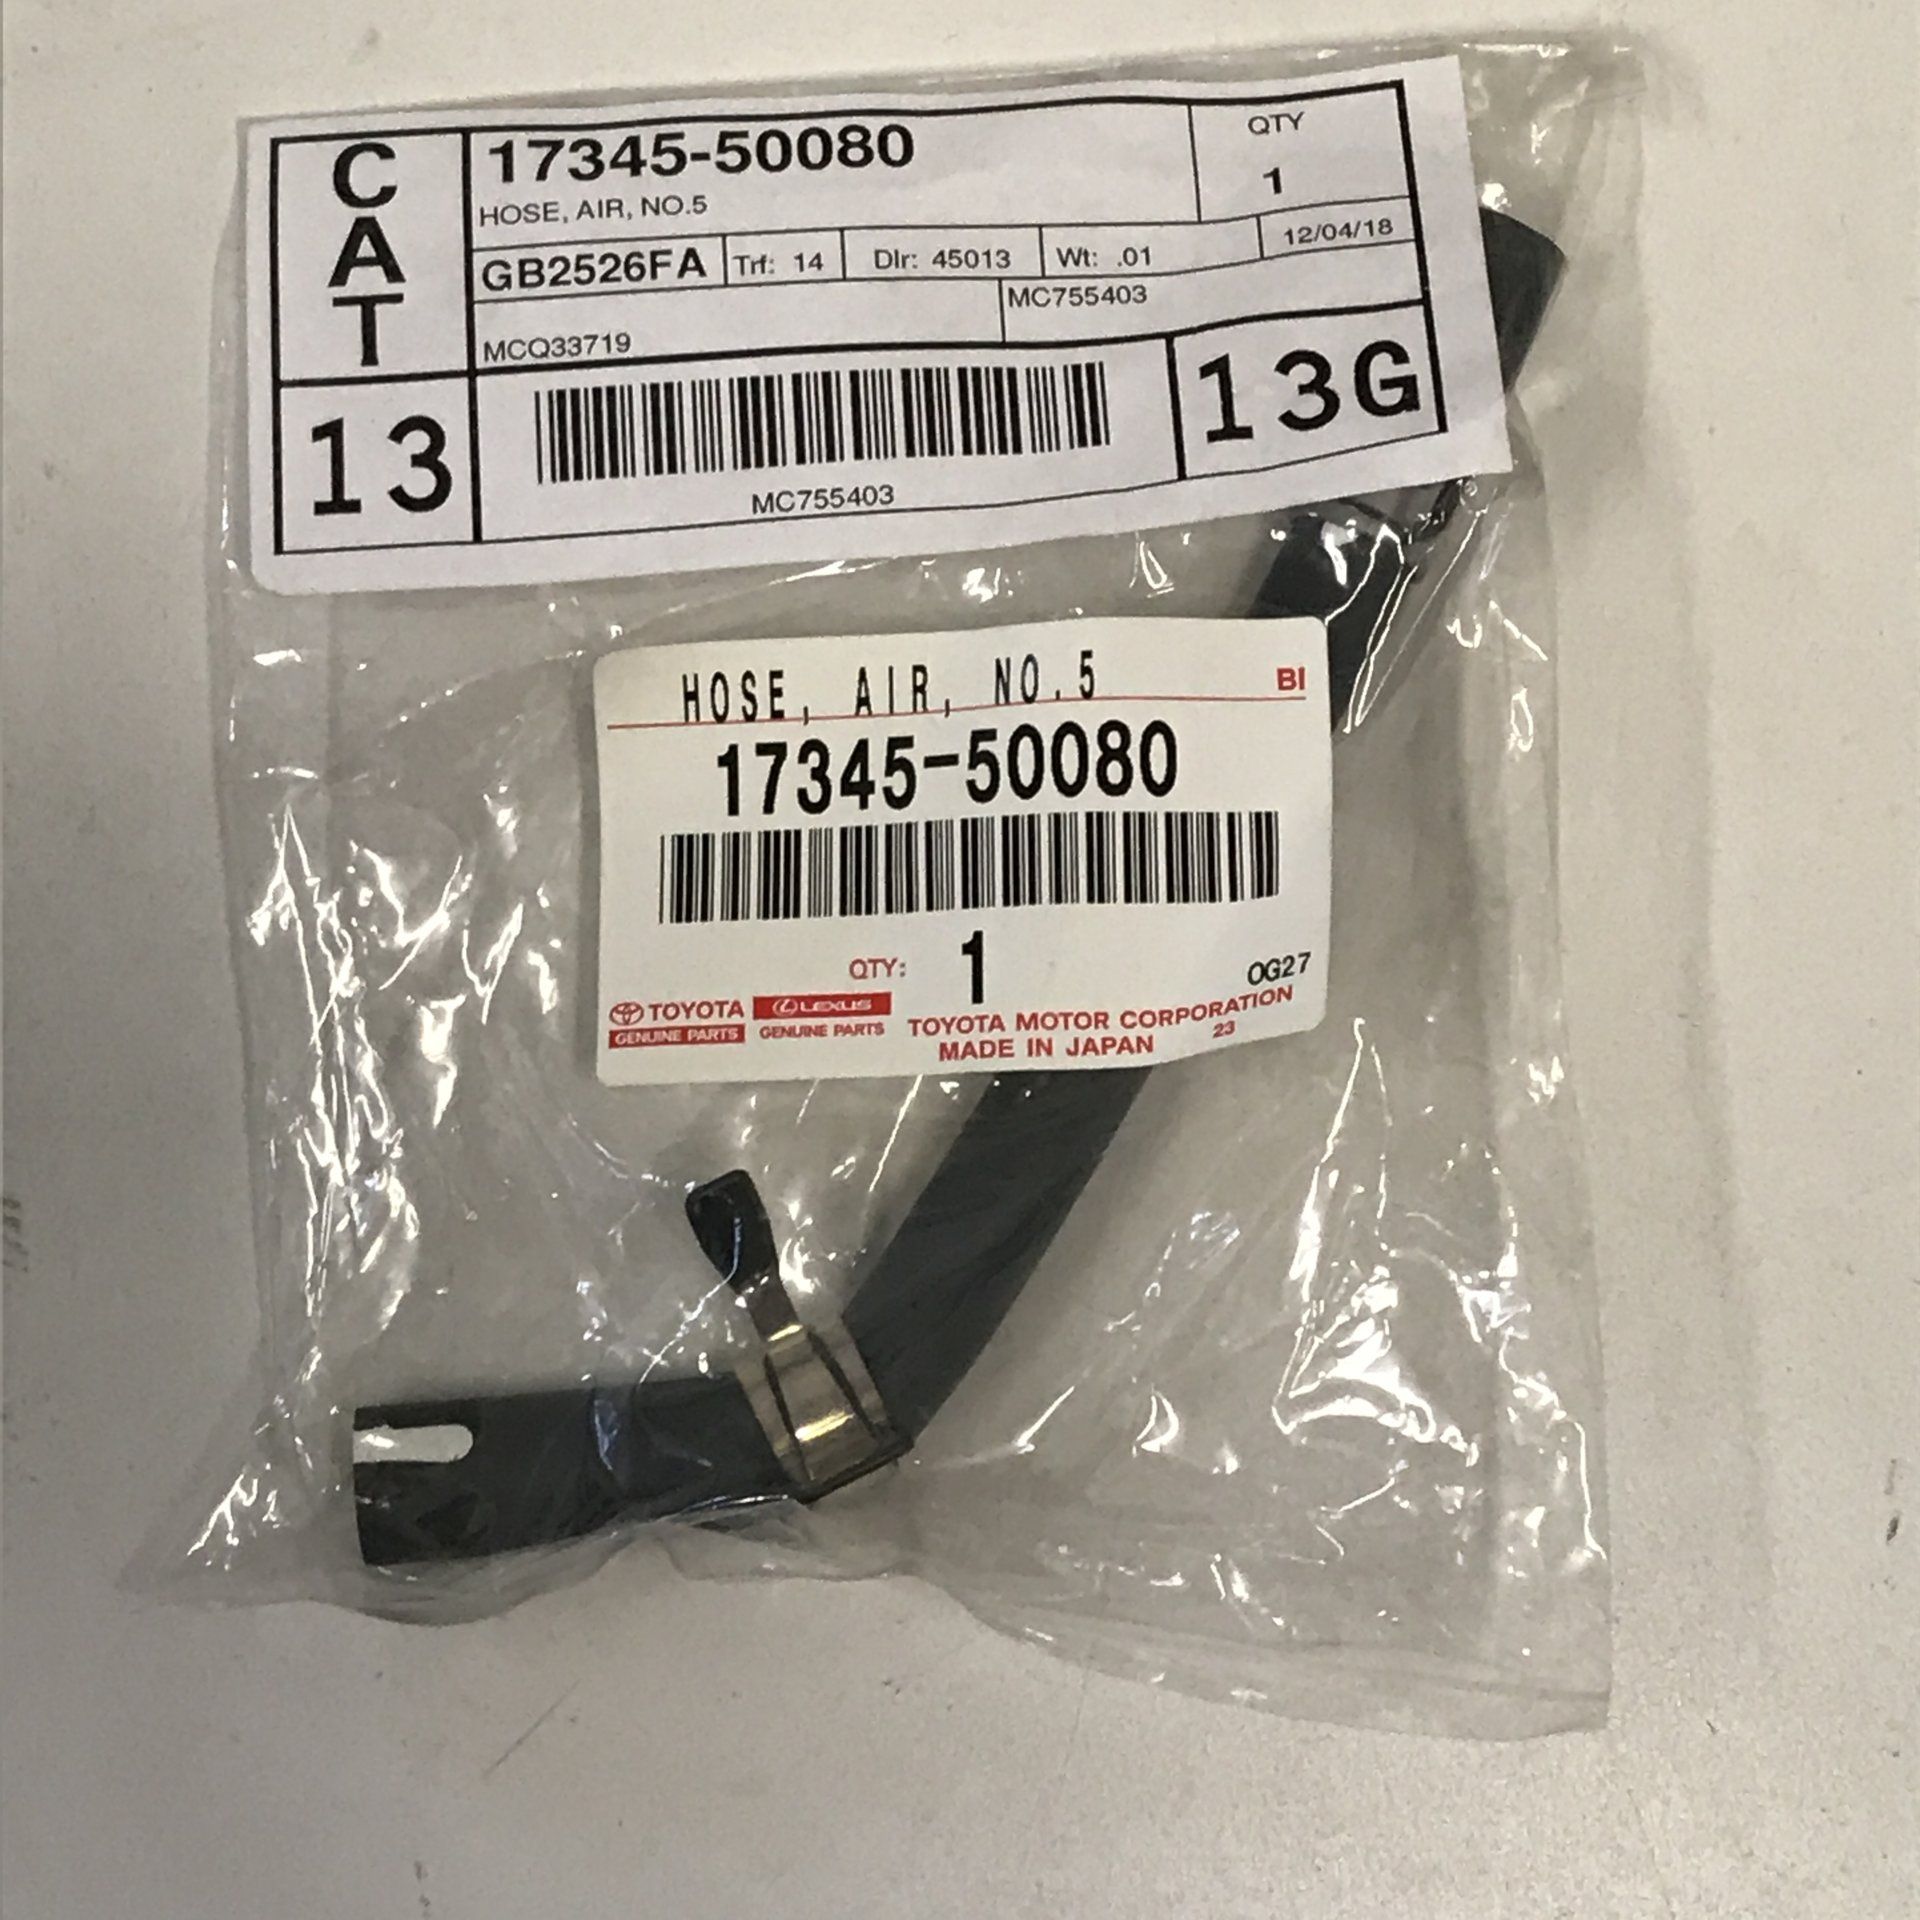 CAT
17345-50080
QTY
1
HOSE, AIR, NO.5
GB2526FA Trf: 14 Dlr: 45013 Wt: .01 12/04/18
MCQ33719 MC755403
13 13G
MC755403
HOSE, AIR, NO.5 BI
17345-50080
QTY: 1 OG27
TOYOTA LEXUS
GENUINE PARTS GENUINE PARTS
TOYOTA MOTOR CORPORATION
MADE IN JAPAN 23